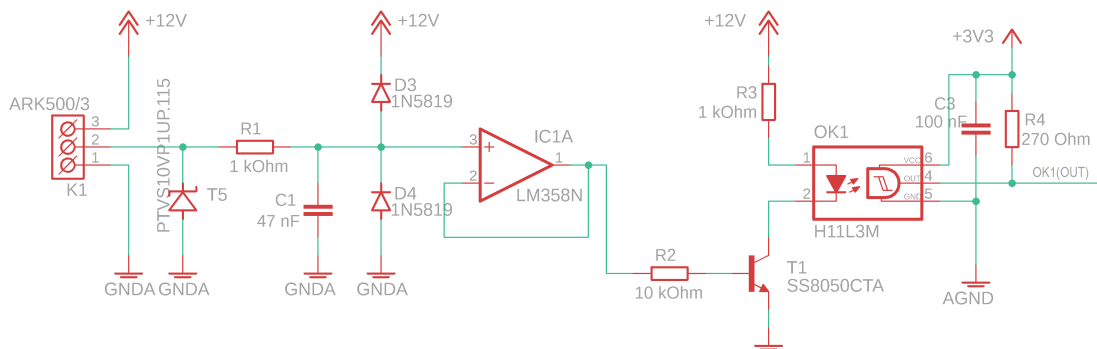 +12V
+12V
+12V
+3V3
ARK500/3
3
2
1
K1
PTVS10VP1UP.115
T5
R1
1 kOhm
C1
47 nF
D3
1N5819
D4
1N5819
3
2
+
−
1
IC1A
LM358N
R2
10 kOhm
R3
1 kOhm
T1
SS8050CTA
OK1
1
2
VCC
OUT
GND
6
4
5
H11L3M
C3
100 nF
R4
270 Ohm
OK1(OUT)
GNDA
GNDA
GNDA
GNDA
AGND